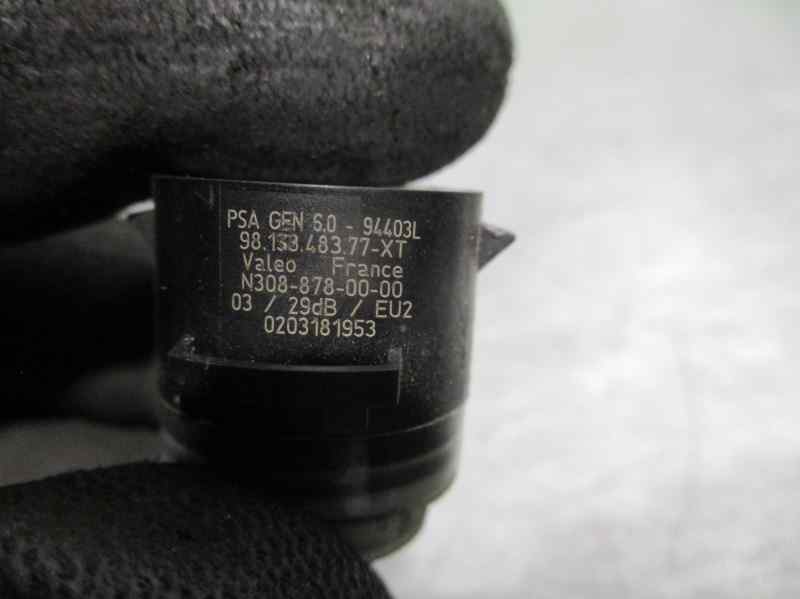 PSA GEN 6.0 - 94403L
98.153.483.77-XT
Valeo France
N308-878-00-00
03 / 29dB / EU2
0203181953